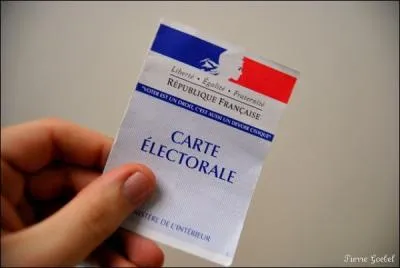 Liberté • Égalité • Fraternité
RÉPUBLIQUE FRANÇAISE
"VOTER EST UN DROIT, C'EST AUSSI UN DEVOIR CIVIQUE"
CARTE
ÉLECTORALE
MINISTÈRE DE L'INTÉRIEUR
Pierre Goebel